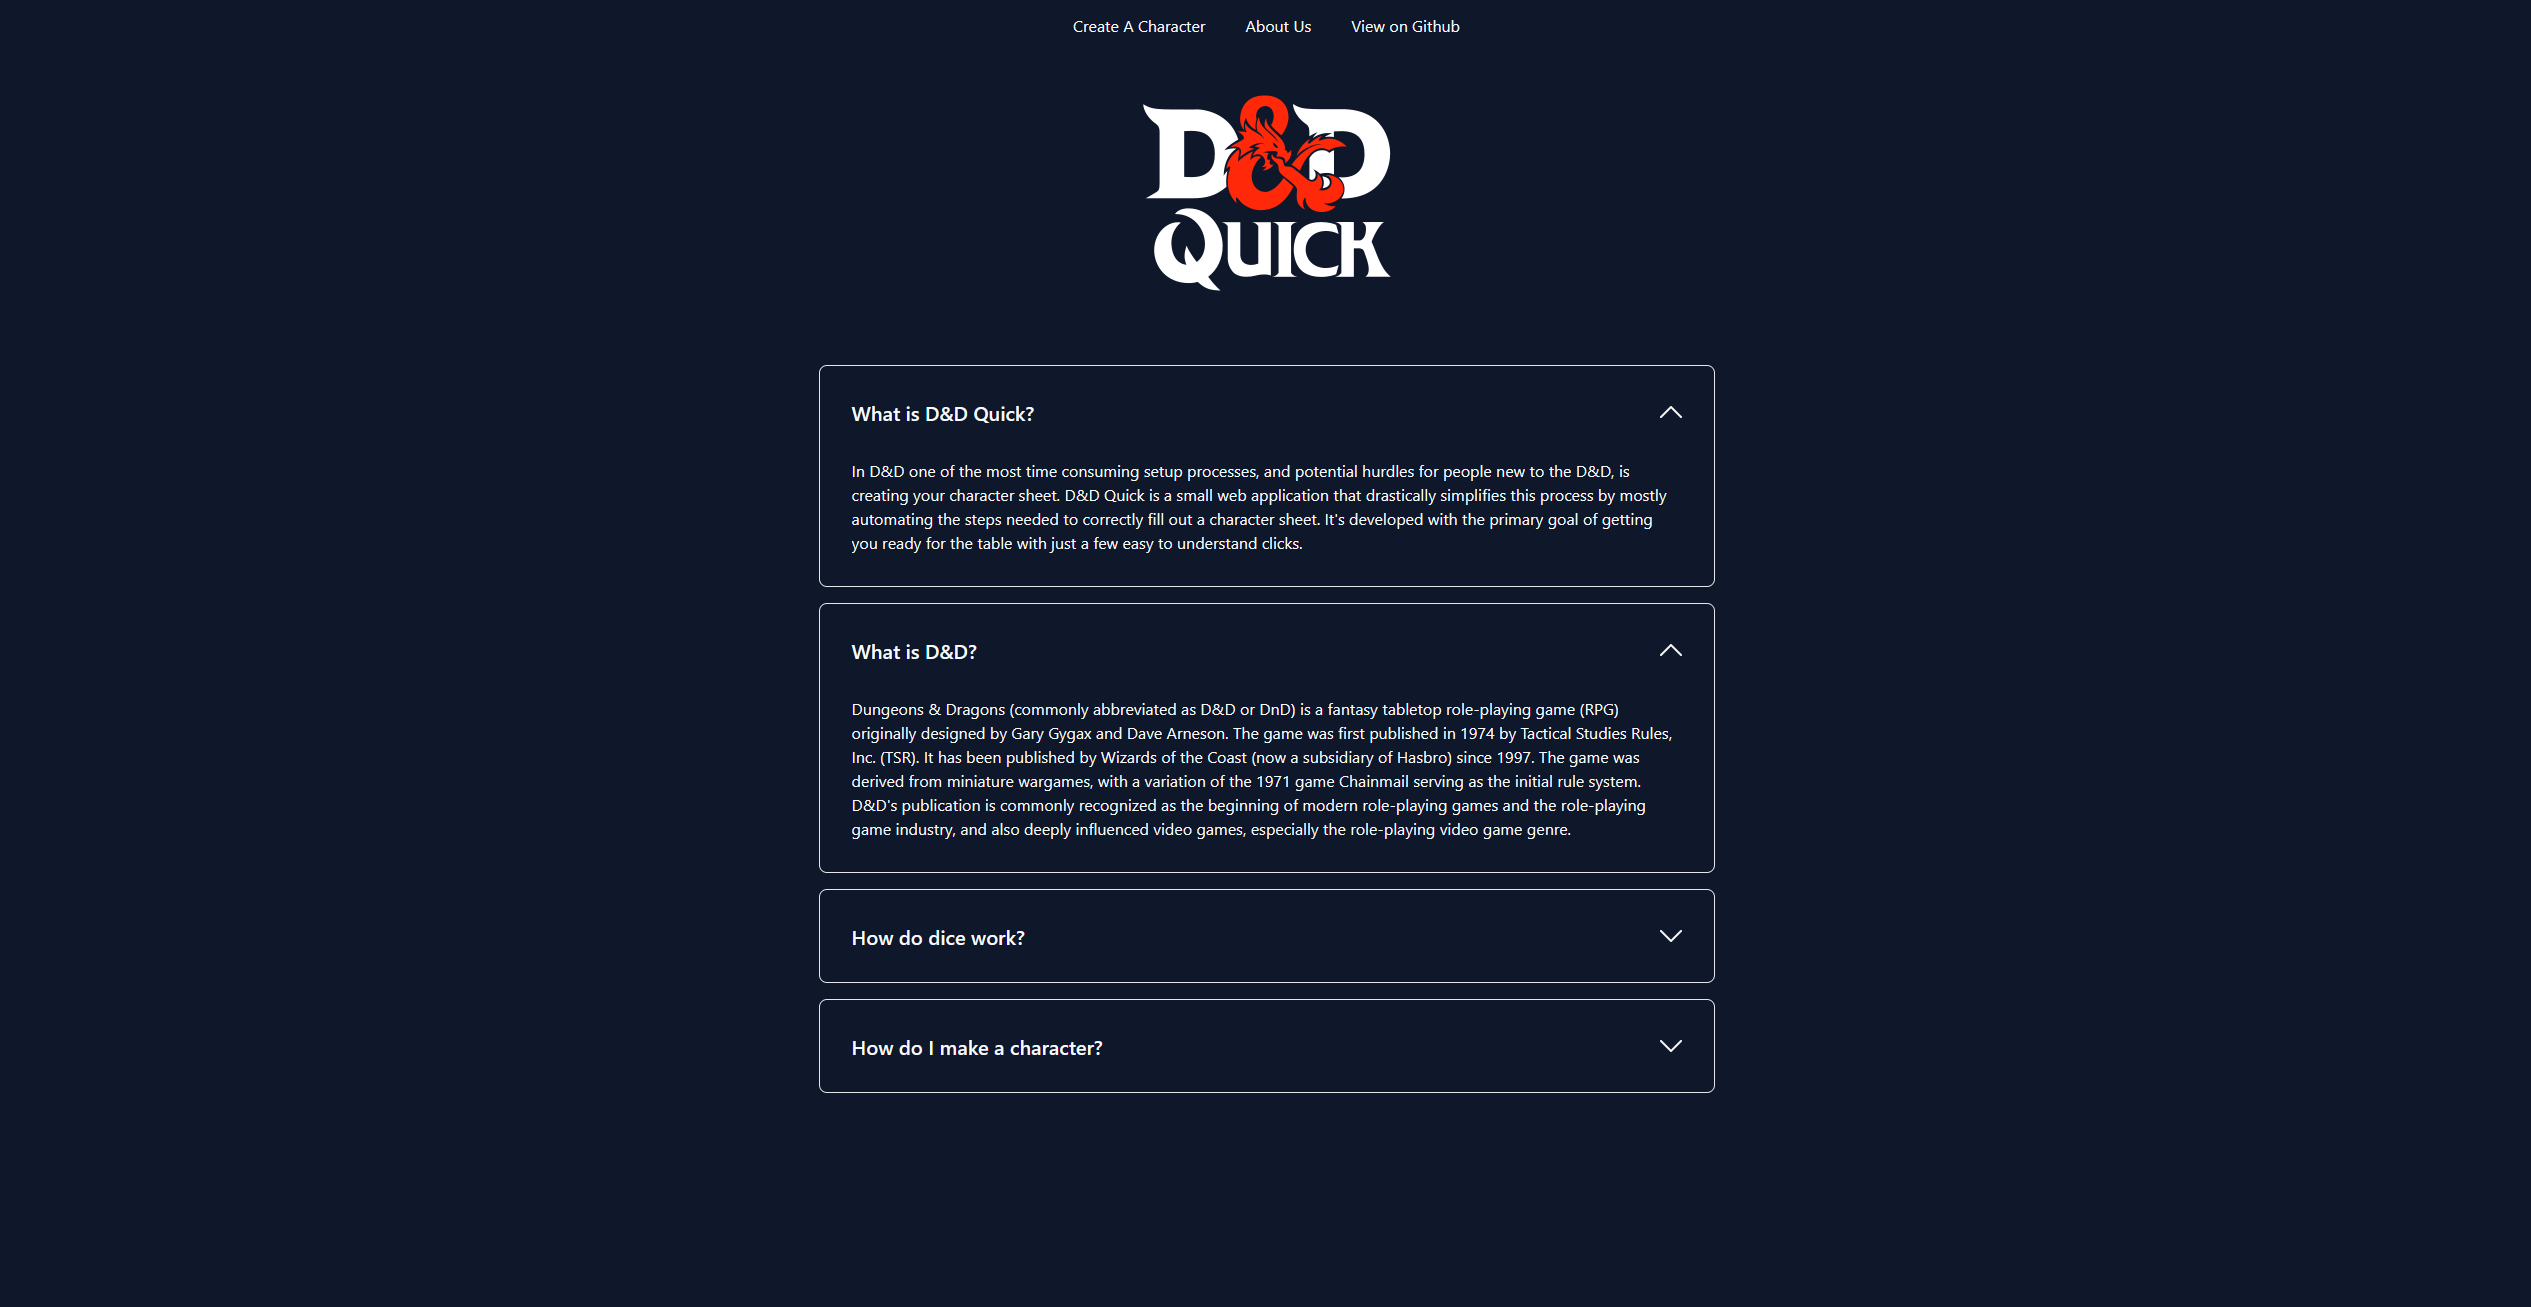 Create A Character About Us View on Github
D&D
Quick
What is D&D Quick?
In D&D one of the most time consuming setup processes, and potential hurdles for people new to the D&D, is
creating your character sheet. D&D Quick is a small web application that drastically simplifies this process by mostly
automating the steps needed to correctly fill out a character sheet. It's developed with the primary goal of getting
you ready for the table with just a few easy to understand clicks.
What is D&D?
Dungeons & Dragons (commonly abbreviated as D&D or DnD) is a fantasy tabletop role-playing game (RPG)
originally designed by Gary Gygax and Dave Arneson. The game was first published in 1974 by Tactical Studies Rules,
Inc. (TSR). It has been published by Wizards of the Coast (now a subsidiary of Hasbro) since 1997. The game was
derived from miniature wargames, with a variation of the 1971 game Chainmail serving as the initial rule system.
D&D's publication is commonly recognized as the beginning of modern role-playing games and the role-playing
game industry, and also deeply influenced video games, especially the role-playing video game genre.
How do dice work?
How do I make a character?